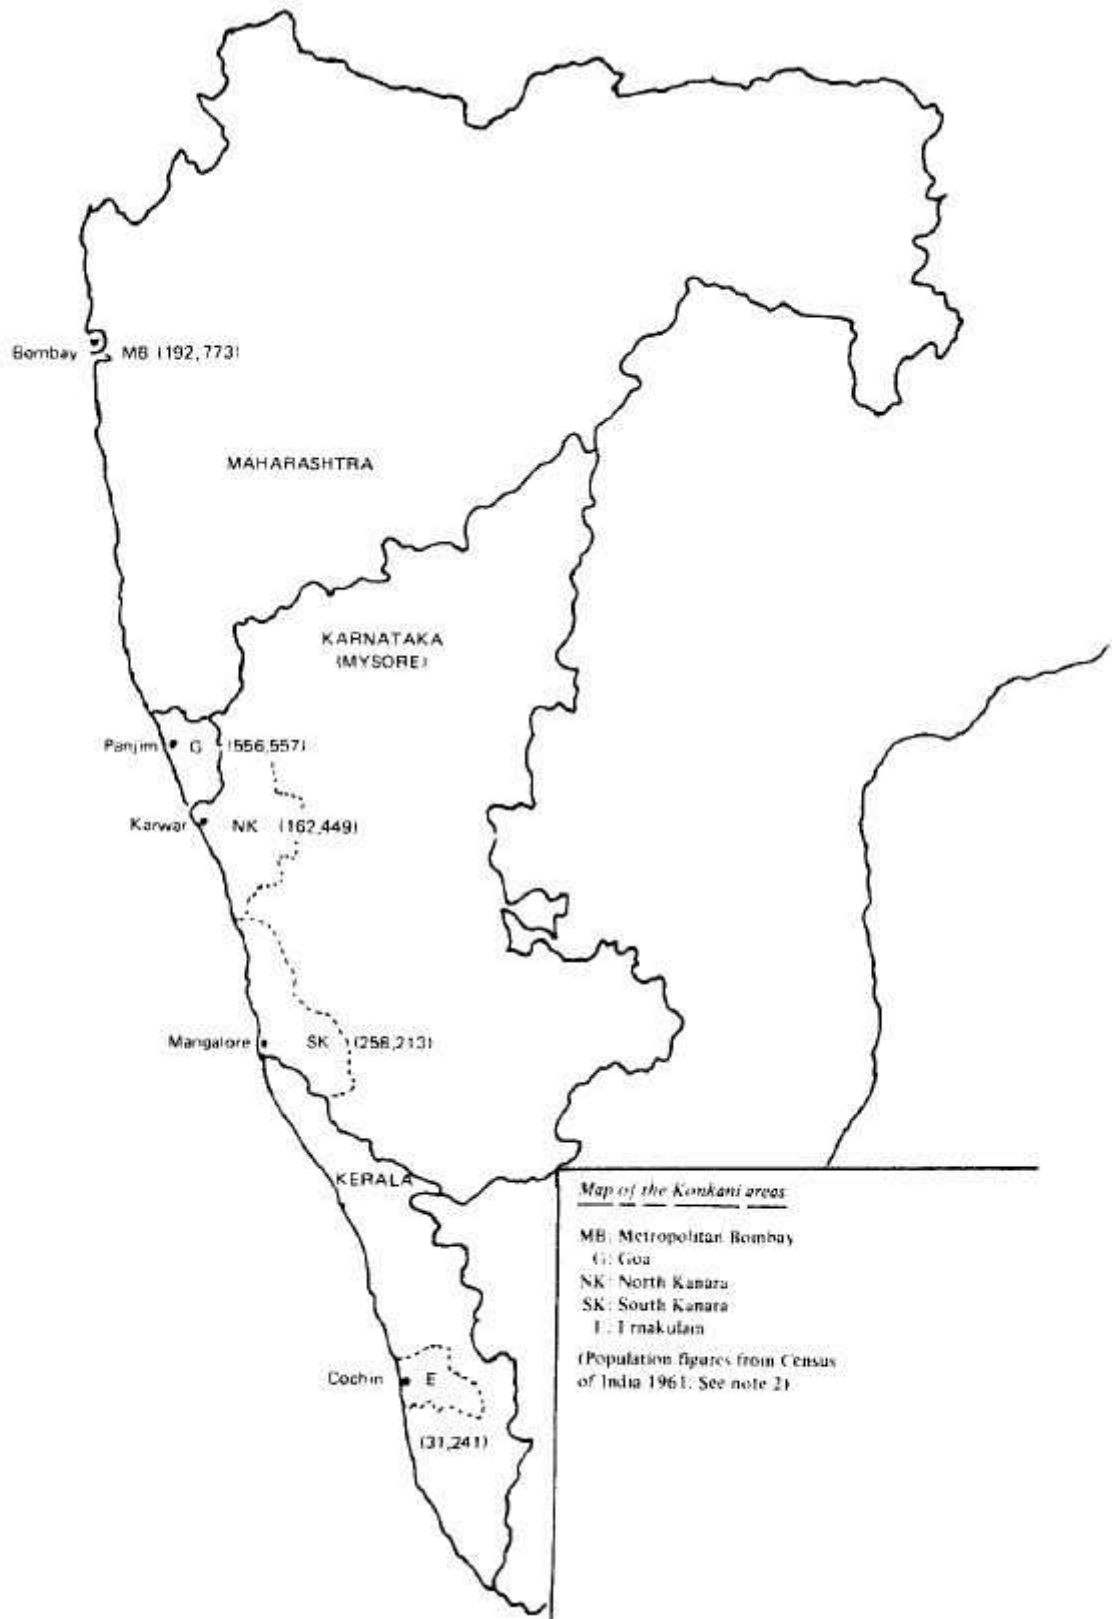 Bombay MB (192,773)
MAHARASHTRA
KARNATAKA
(MYSORE)
Panjim G (556,557)
Karwar NK (162,449)
Mangalore SK (258,213)
KERALA
Map of the Konkani areas
MB: Metropolitan Bombay
G: Goa
NK: North Kanara
SK: South Kanara
E: Ernakulam
(Population figures from Census
of India 1961. See note 2)
Cochin E
(31,241)